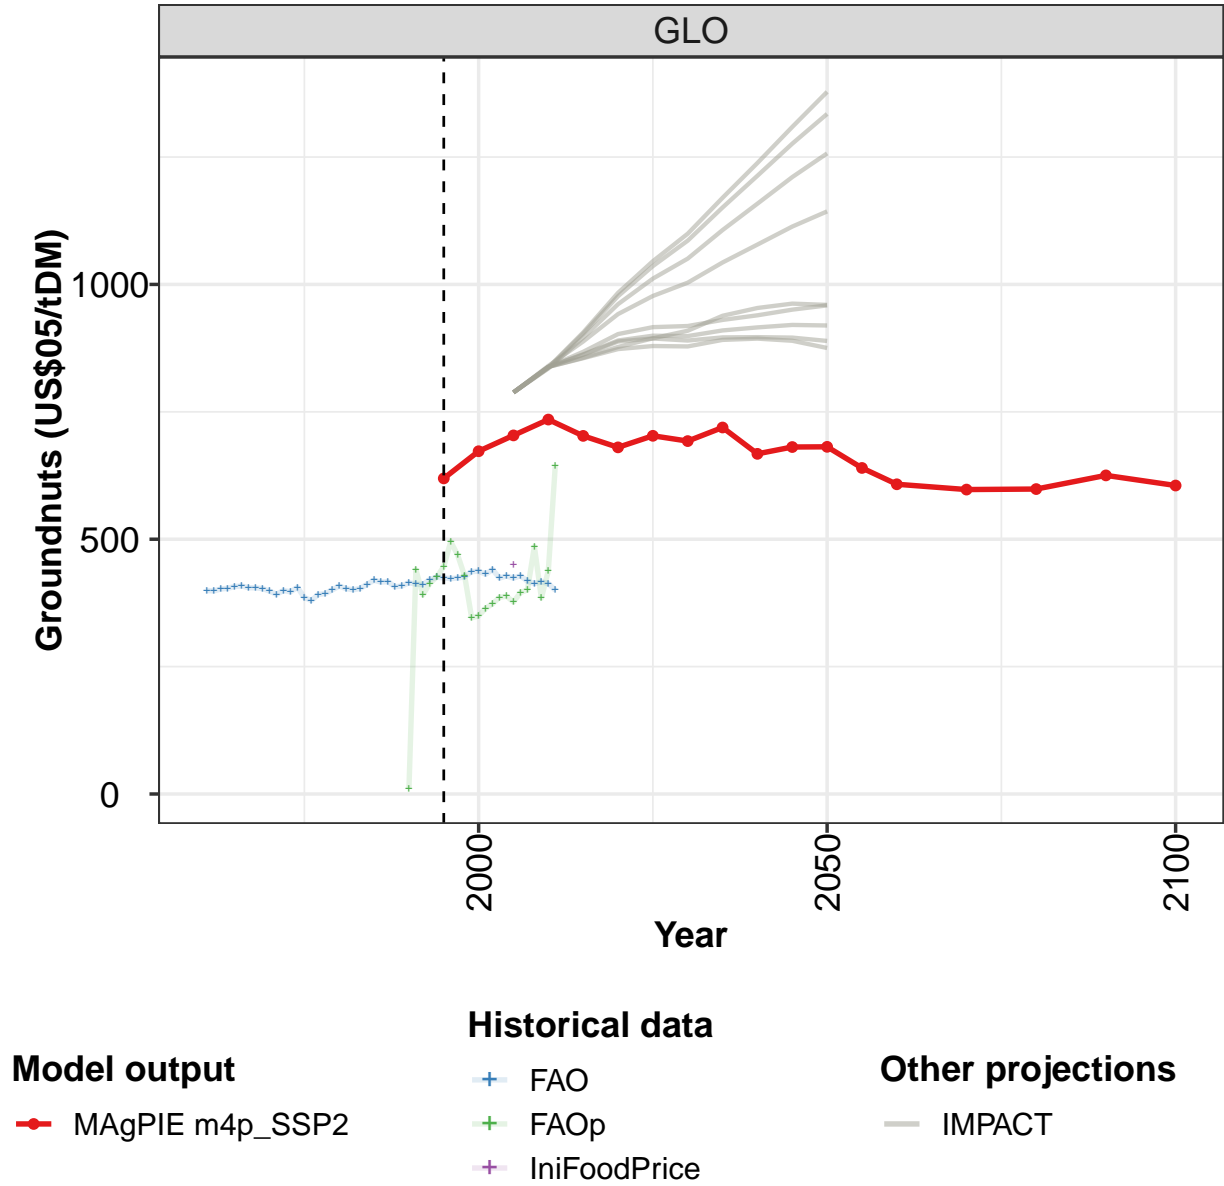 GLO
Groundnuts (US$05/tDM)
1000
500
0
2000
2050
2100
Year
Model output
MAgPIE m4p_SSP2
Historical data
FAO
FAOp
IniFoodPrice
Other projections
IMPACT